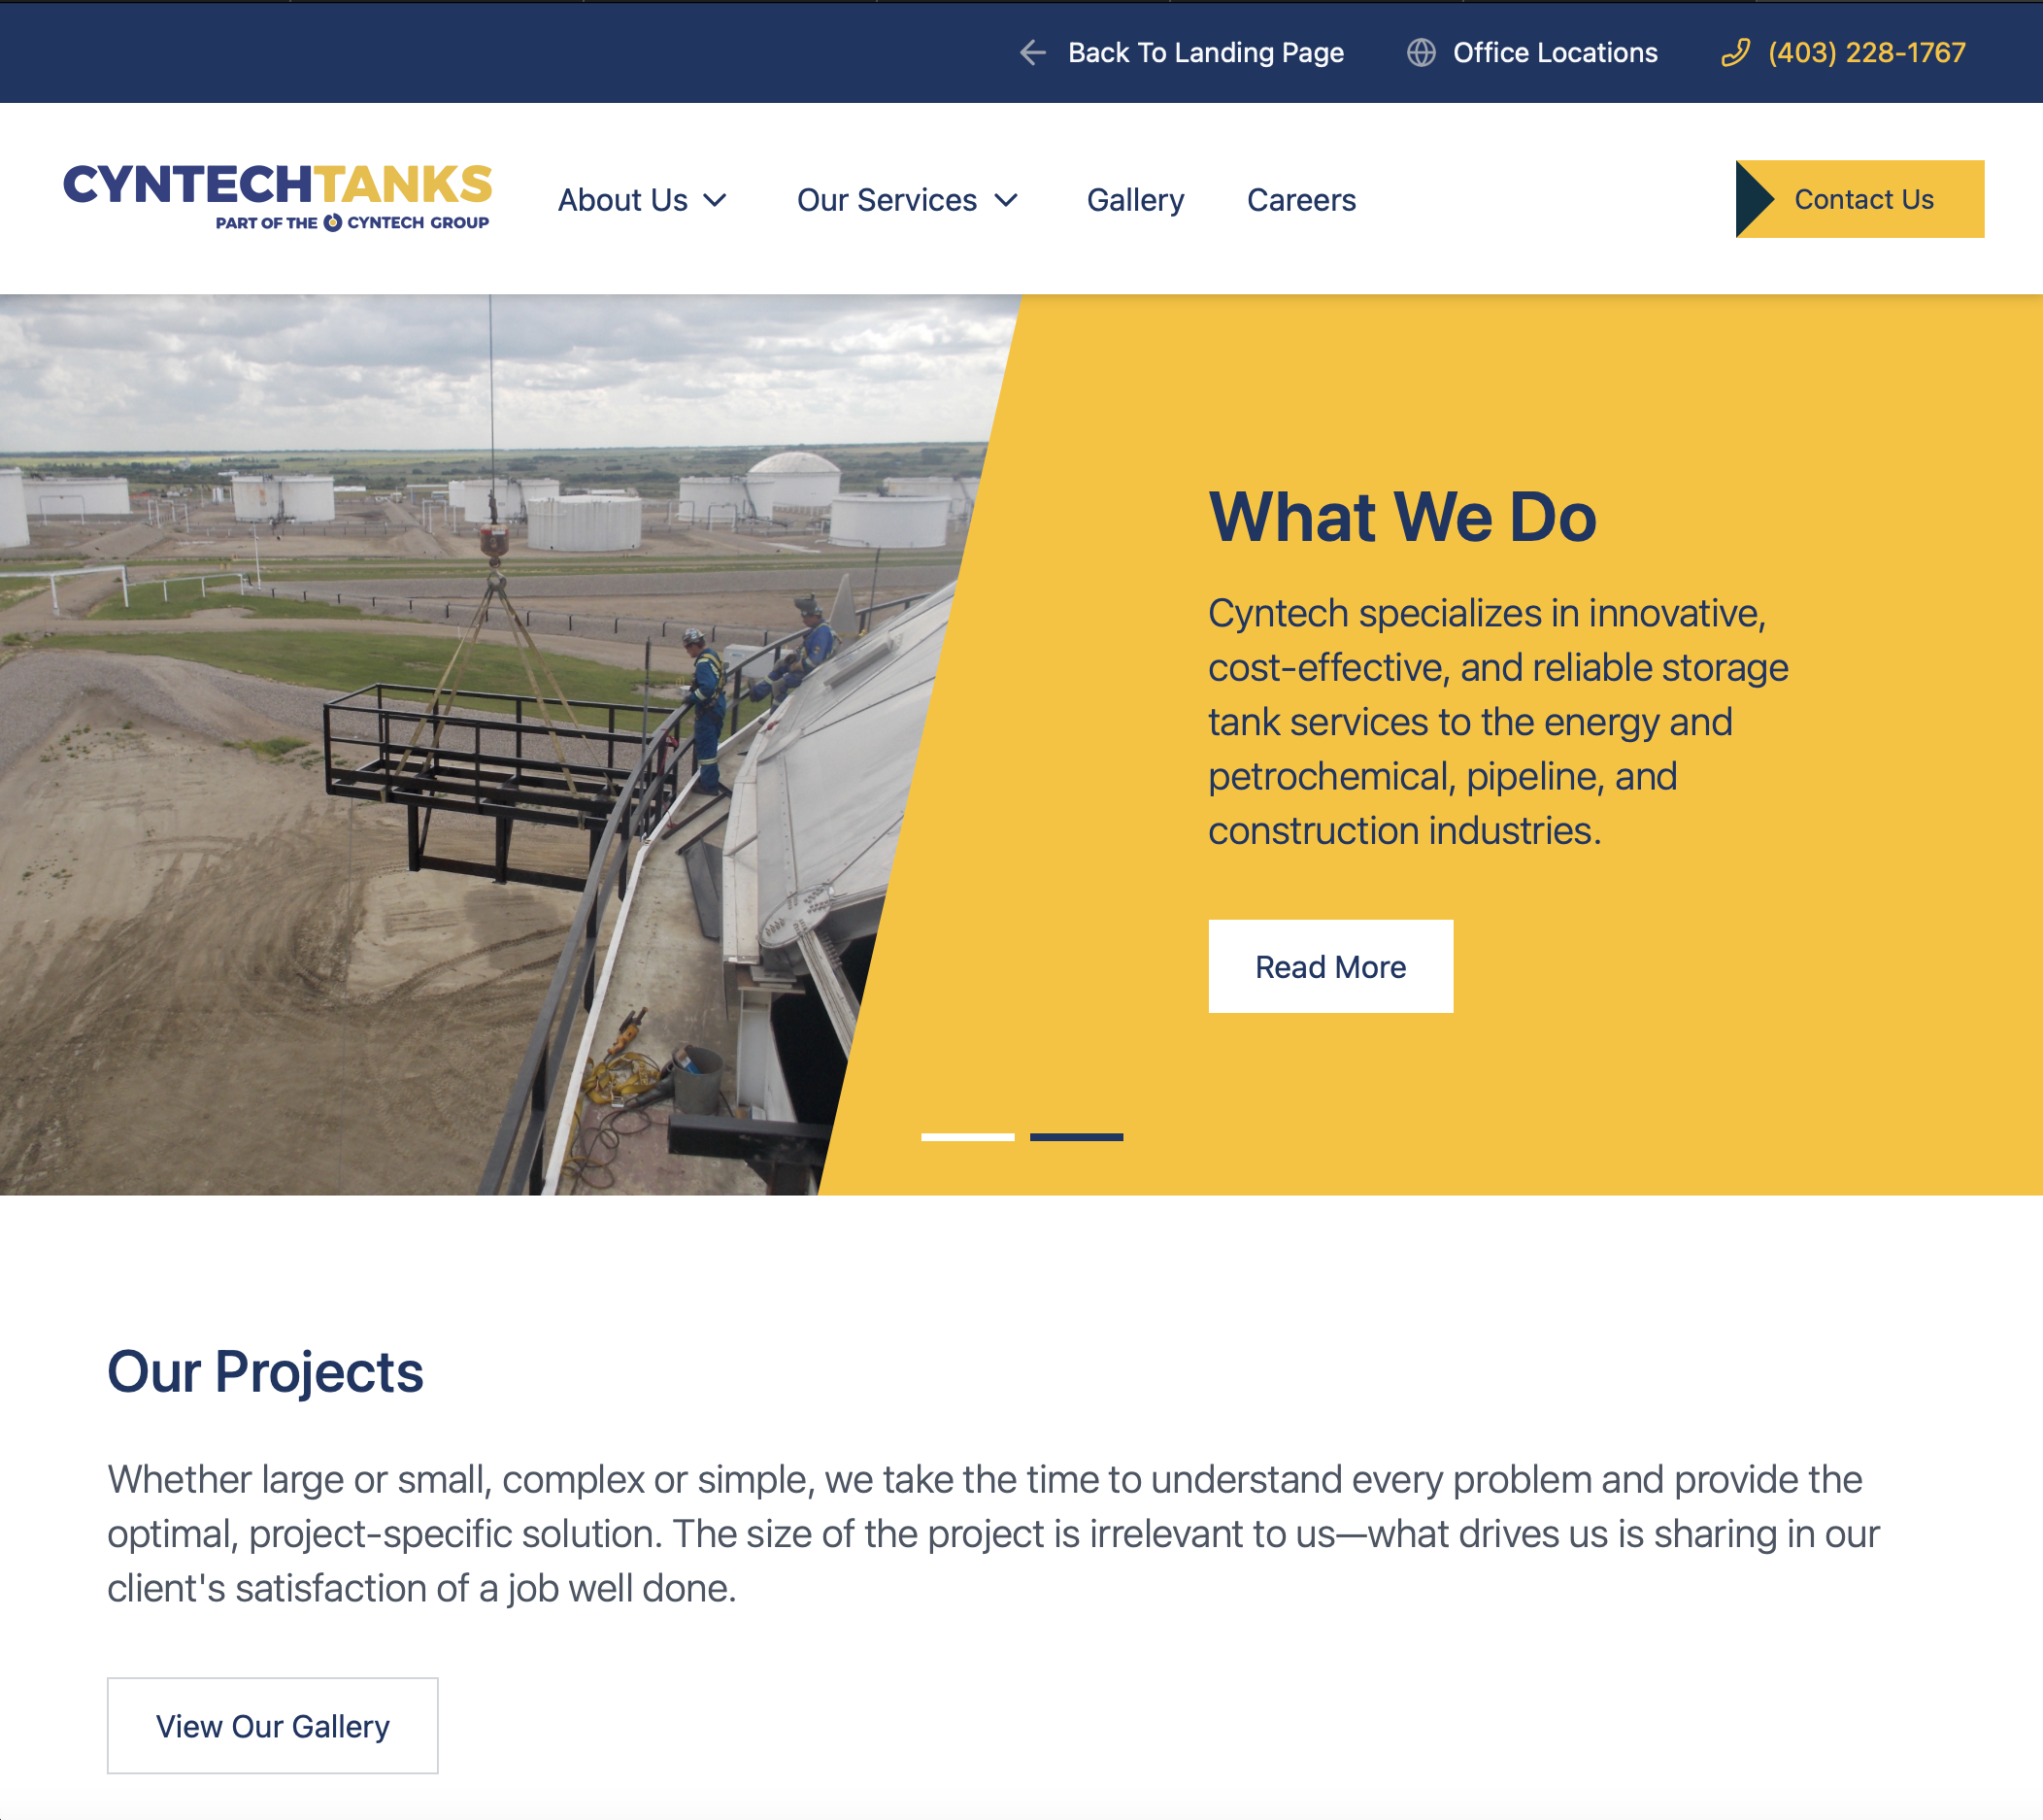 Back To Landing Page
Office Locations
(403) 228-1767
CYNTECHTANKS
PART OF THE CYNTECH GROUP
About Us
Our Services
Gallery
Careers
Contact Us
What We Do
Cyntech specializes in innovative,
cost-effective, and reliable storage
tank services to the energy and
petrochemical, pipeline, and
construction industries.
Read More
Our Projects
Whether large or small, complex or simple, we take the time to understand every problem and provide the
optimal, project-specific solution. The size of the project is irrelevant to us—what drives us is sharing in our
client's satisfaction of a job well done.
View Our Gallery